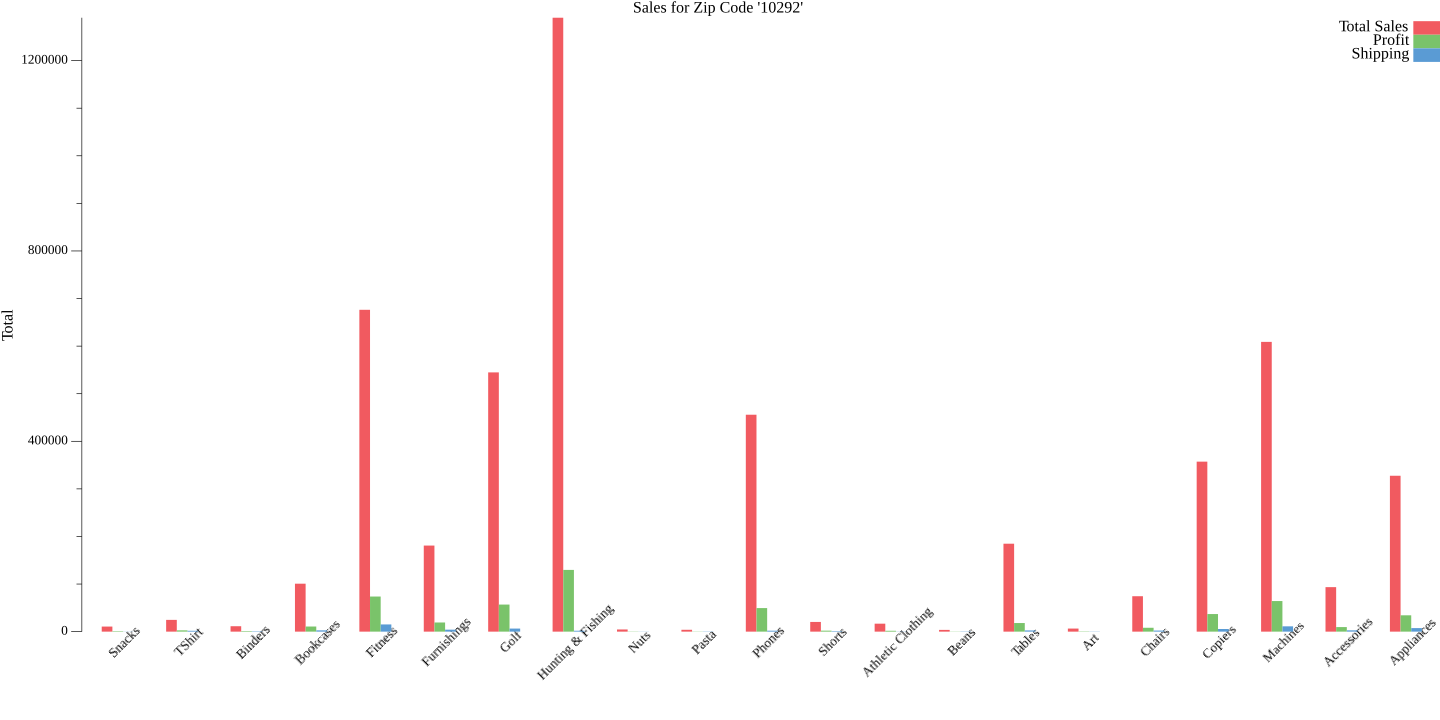 Sales for Zip Code '10292'
Total Sales
Profit
Shipping
Total
1200000
800000
400000
0
Snacks
TShirt
Binders
Bookcases
Fitness
Furnishings
Golf
Hunting & Fishing
Nuts
Pasta
Phones
Shorts
Athletic Clothing
Beans
Tables
Art
Chairs
Copiers
Machines
Accessories
Appliances